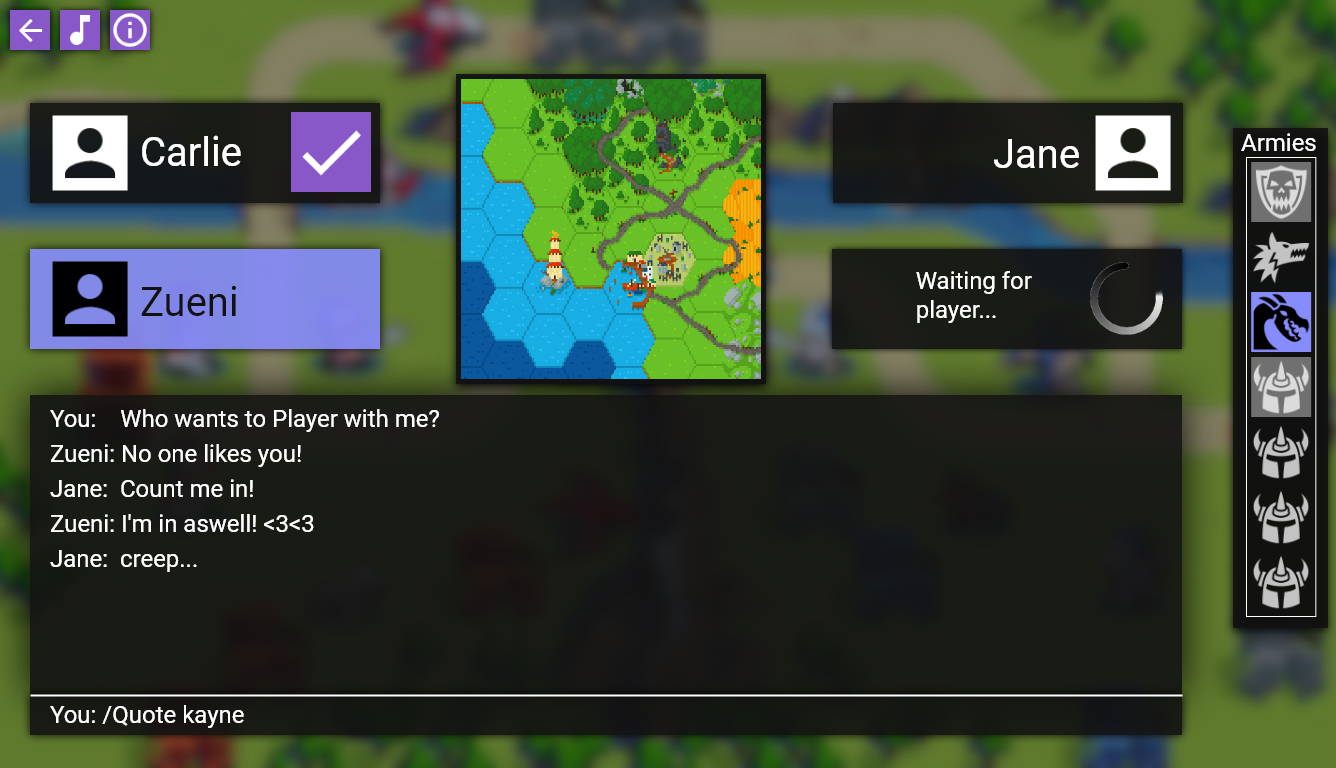 Carlie
Jane
Armies
Zueni
Waiting for
player...
You: Who wants to Player with me?
Zueni: No one likes you!
Jane: Count me in!
Zueni: I'm in aswell! <3<3
Jane: creep...
You: /Quote kayne